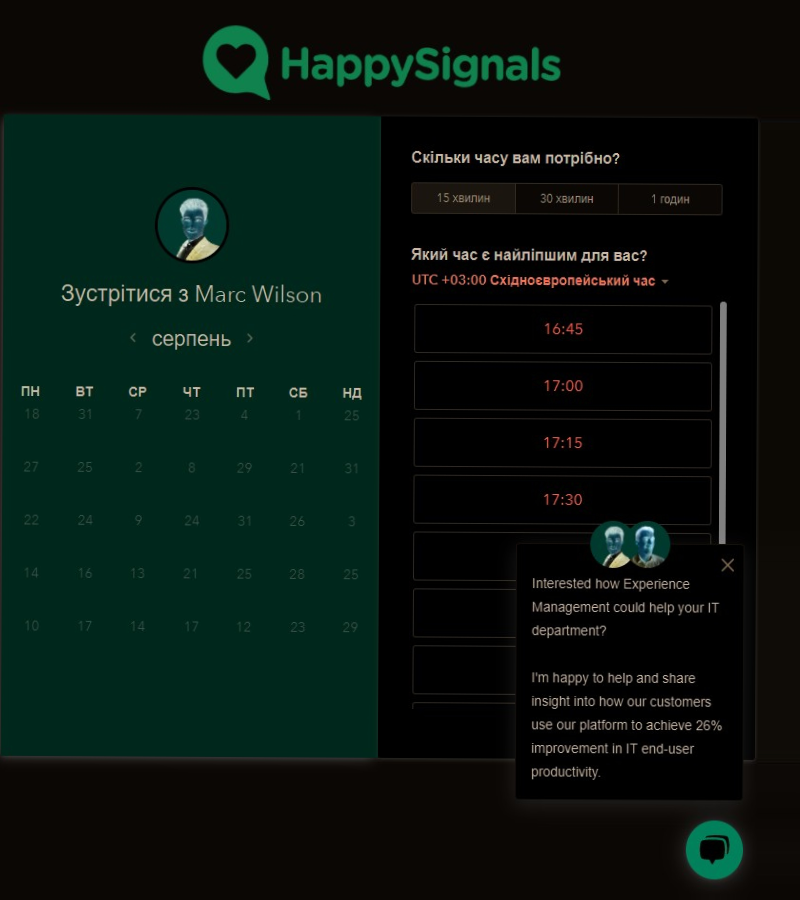 HappySignals
Зустрітися з Marc Wilson
серпень
ПН ВТ СР ЧТ ПТ СБ НД
18 31 7 23 4 1 25
27 25 2 8 29 21 31
22 24 9 24 31 26 3
14 16 13 21 25 28 25
10 17 14 17 12 23 29
Скільки часу вам потрібно?
15 хвилин 30 хвилин 1 годин
Який час є найліпшим для вас?
UTC +03:00 Східноєвропейський час
16:45
17:00
17:15
17:30
Interested how Experience
Management could help your IT
department?
I'm happy to help and share
insight into how our customers
use our platform to achieve 26%
improvement in IT end-user
productivity.